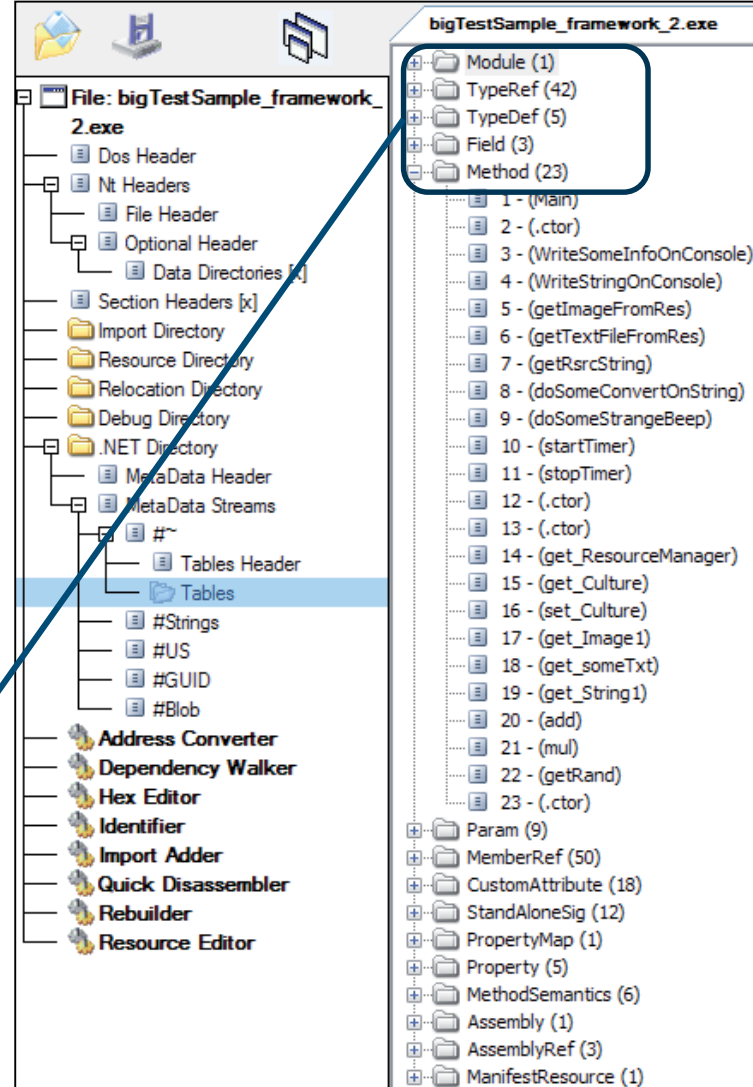 File: bigTestSample_framework_
2.exe
Dos Header
Nt Headers
File Header
Optional Header
Data Directories [x]
Section Headers [x]
Import Directory
Resource Directory
Relocation Directory
Debug Directory
.NET Directory
MetaData Header
MetaData Streams
#~
Tables Header
Tables
#Strings
#US
#GUID
#Blob
Address Converter
Dependency Walker
Hex Editor
Identifier
Import Adder
Quick Disassembler
Rebuilder
Resource Editor
bigTestSample_framework_2.exe
Module (1)
TypeRef (42)
TypeDef (5)
Field (3)
Method (23)
1 - (Main)
2 - (.ctor)
3 - (WriteSomeInfoOnConsole)
4 - (WriteStringOnConsole)
5 - (getImageFromRes)
6 - (getTextFileFromRes)
7 - (getRsrcString)
8 - (doSomeConvertOnString)
9 - (doSomeStrangeBeep)
10 - (startTimer)
11 - (stopTimer)
12 - (.ctor)
13 - (.ctor)
14 - (get_ResourceManager)
15 - (get_Culture)
16 - (set_Culture)
17 - (get_Image1)
18 - (get_someTxt)
19 - (get_String1)
20 - (add)
21 - (mul)
22 - (getRand)
23 - (.ctor)
Param (9)
MemberRef (50)
CustomAttribute (18)
StandAloneSig (12)
PropertyMap (1)
Property (5)
MethodSemantics (6)
Assembly (1)
AssemblyRef (3)
ManifestResource (1)